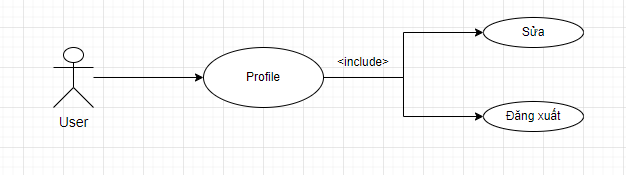 Sửa
<include>
Profile
Đăng xuất
User